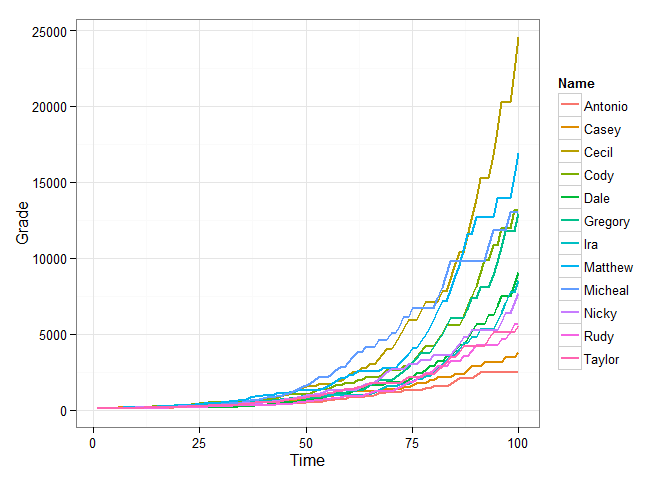 Grade
25000
20000
15000
10000
5000
0
0 25 50 75 100
Time
Name
Antonio
Casey
Cecil
Cody
Dale
Gregory
Ira
Matthew
Micheal
Nicky
Rudy
Taylor